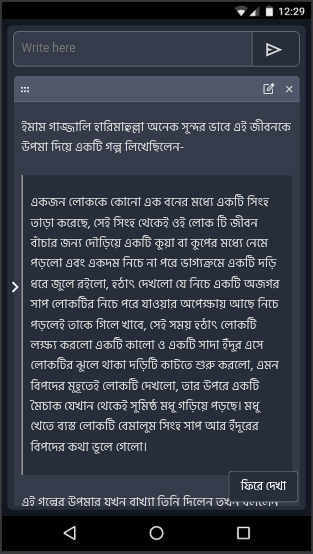 12:29
Write here
ইমাম গাজ্জালি হারিমাহুল্লা অনেক সুন্দর ভাবে এই জীবনকে
উপমা দিয়ে একটি গল্প লিখেছিলেন-
একজন লোককে কোনো এক বনের মধ্যে একটি সিংহ
তাড়া করেছে, সেই সিংহ থেকেই ওই লোক টি জীবন
বাঁচার জন্য দৌড়িয়ে একটি কুয়া বা কূপের মধ্যে নেমে
পড়লো এবং একদম নিচে না পরে ভাগ্যক্রমে একটি দড়ি
ধরে জুলে রইলো, হঠাৎ দেখলো যে নিচে একটি অজগর
সাপ লোকটির নিচে পরে যাওয়ার অপেক্ষায় আছে নিচে
পড়লেই তাকে গিলে খাবে, সেই সময় হঠাৎ লোকটি
লক্ষ্য করলো একটি কালো ও একটি সাদা ইঁদুর এসে
লোকটির ঝুলে থাকা দড়িটি কাটতে শুরু করলো, এমন
বিপদের মুহূর্তেই লোকটি দেখলো, তার উপরে একটি
মৈচাক যেখান থেকেই সুমিষ্ঠ মধু গড়িয়ে পড়ছে। মধু
খেতে ব্যস্ত লোকটি বেমালুম সিংহ সাপ আর ইঁদুরের
বিপদের কথা ভুলে গেলো।
ফিরে দেখা
এই গল্পের উপমার যখন ব্যাখ্যা তিনি দিলেন তখন বললেন